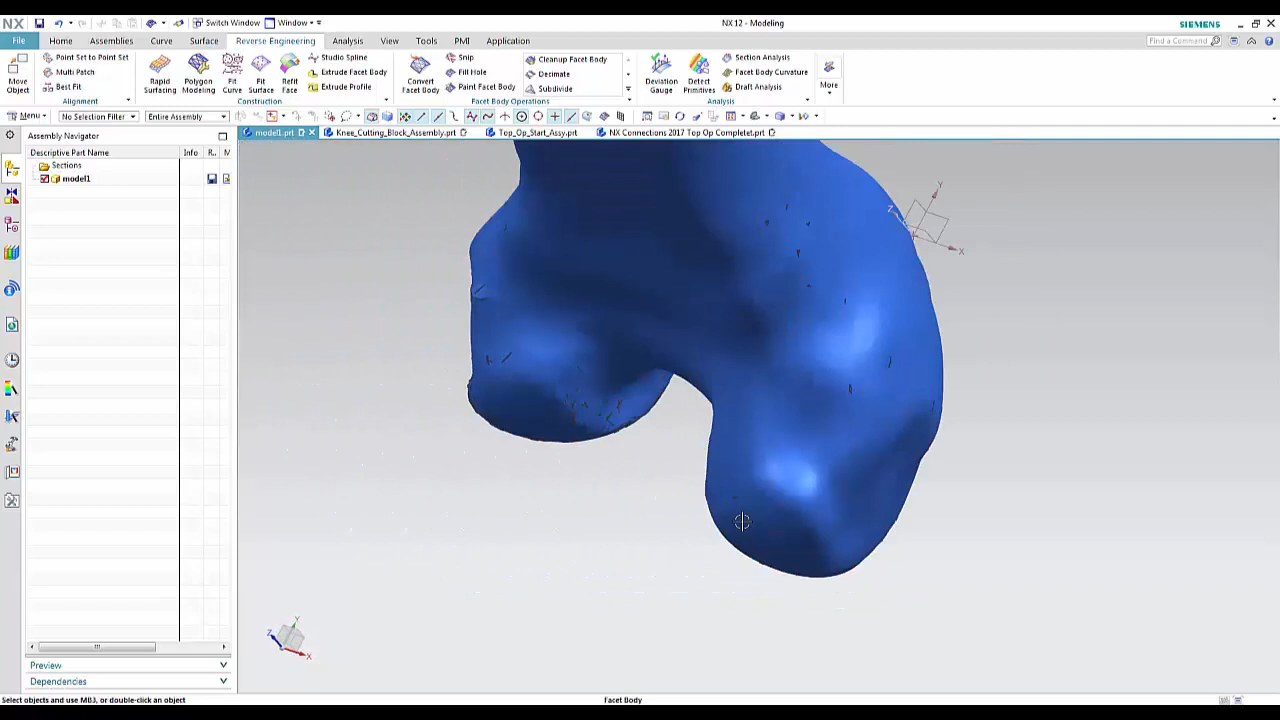 NX
Switch Window
Window
NX 12 - Modeling
SIEMENS
File
Home
Assemblies
Curve
Surface
Reverse Engineering
Analysis
View
Tools
PMI
Application
Find a Command
Move Object
Point Set to Point Set
Multi Patch
Best Fit
Alignment
Rapid Surfacing
Polygon Modeling
Fit Curve
Fit Surface
Refit Face
Studio Spline
Extrude Facet Body
Extrude Profile
Construction
Convert Facet Body
Snip
Fill Hole
Paint Facet Body
Cleanup Facet Body
Decimate
Subdivide
Facet Body Operations
Deviation Gauge
Detect Primitives
Section Analysis
Facet Body Curvature
Draft Analysis
Analysis
More
Menu
No Selection Filter
Entire Assembly
Assembly Navigator
model1.prt
Knee_Cutting_Block_Assembly.prt
Top_Op_Start_Assy.prt
NX Connections 2017 Top Op Complete1.prt
Descriptive Part Name
Info
R..
M
Sections
model1
Y
Z
X
Y
Z
X
Preview
Dependencies
Select objects and use MB3, or double-click an object
Facet Body